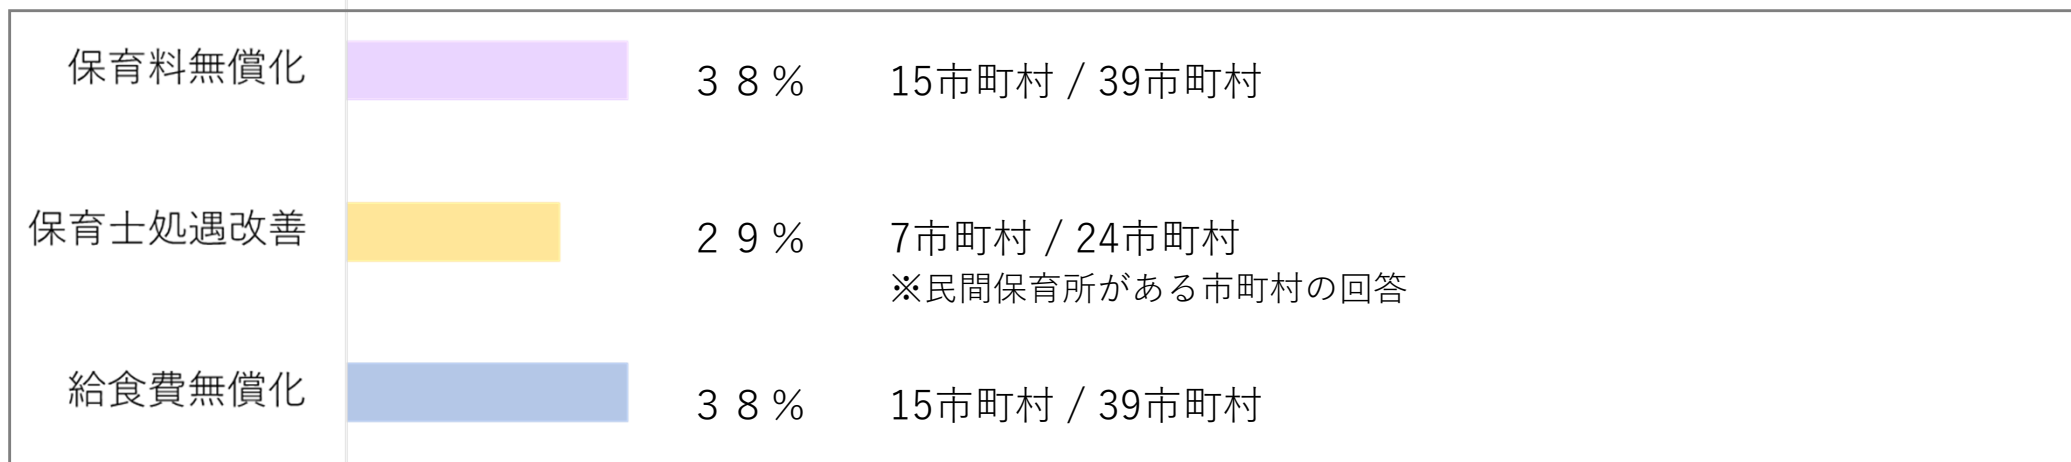 保育料無償化 ３８% 15市町村 / 39市町村
保育士処遇改善 ２９% 7市町村 / 24市町村
※民間保育所がある市町村の回答
給食費無償化 ３８% 15市町村 / 39市町村